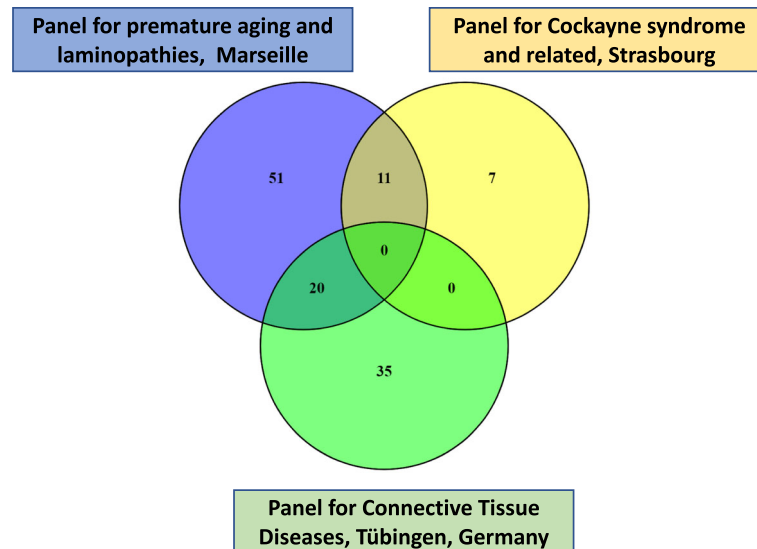 Panel for premature aging and
laminopathies, Marseille
Panel for Cockayne syndrome
and related, Strasbourg
51
11
7
0
20
0
35
Panel for Connective Tissue
Diseases, Tübingen, Germany